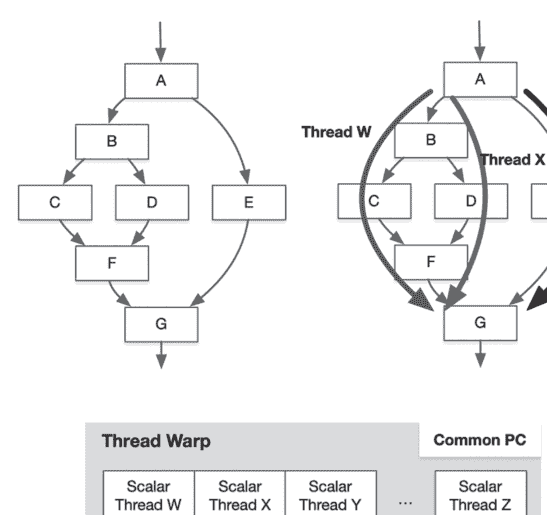 A
B
C
D
E
F
G
A
Thread W
B
Thread X
C
D
F
G
Thread Warp
Common PC
Scalar
Thread W
Scalar
Thread X
Scalar
Thread Y
...
Scalar
Thread Z